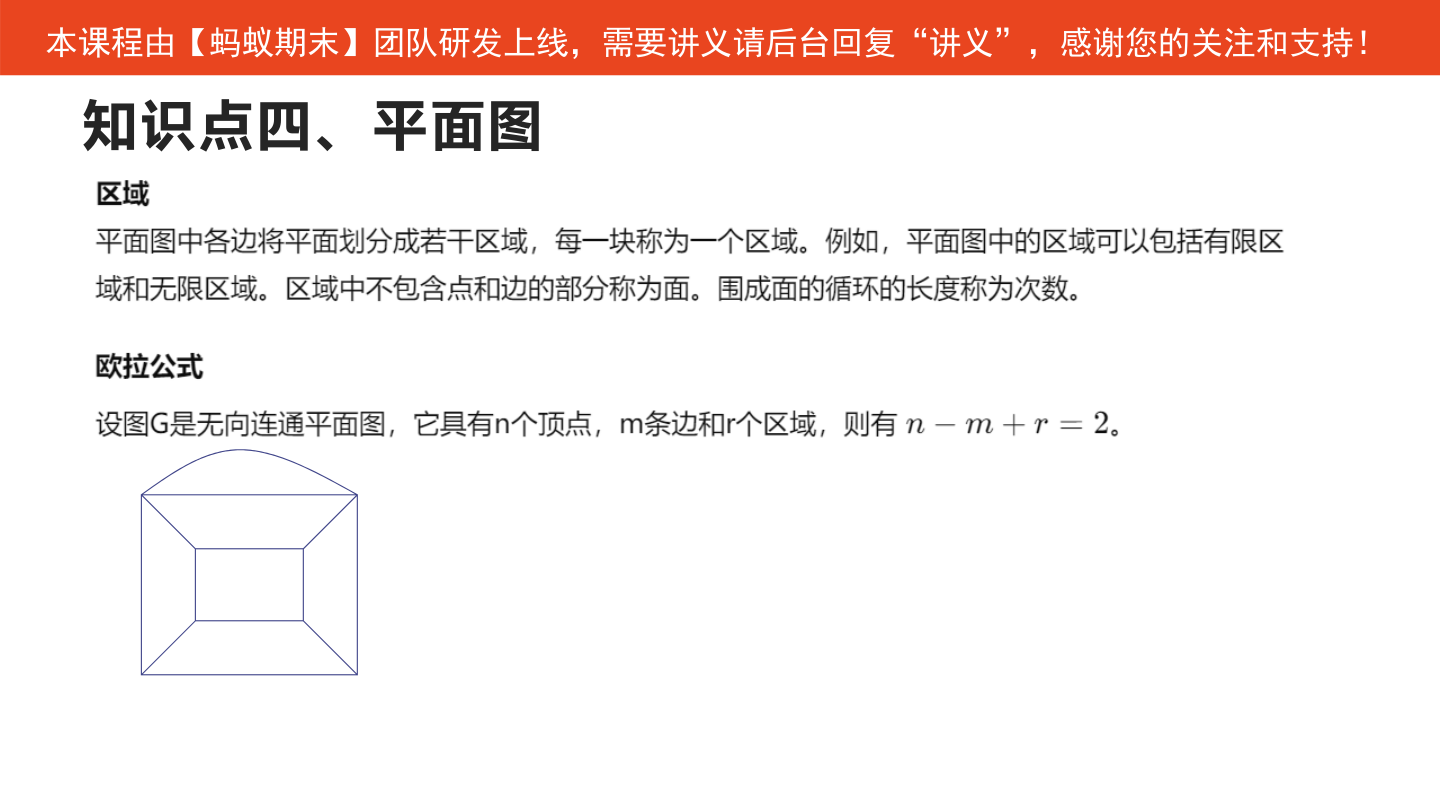 本课程由【蚂蚁期末】团队研发上线，需要讲义请后台回复“讲义”，感谢您的关注和支持！
知识点四、平面图
区域
平面图中各边将平面划分成若干区域，每一块称为一个区域。例如，平面图中的区域可以包括有限区
域和无限区域。区域中不包含点和边的部分称为面。围成面的循环的长度称为次数。
欧拉公式
设图G是无向连通平面图，它具有n个顶点，m条边和r个区域，则有 n − m + r = 2。